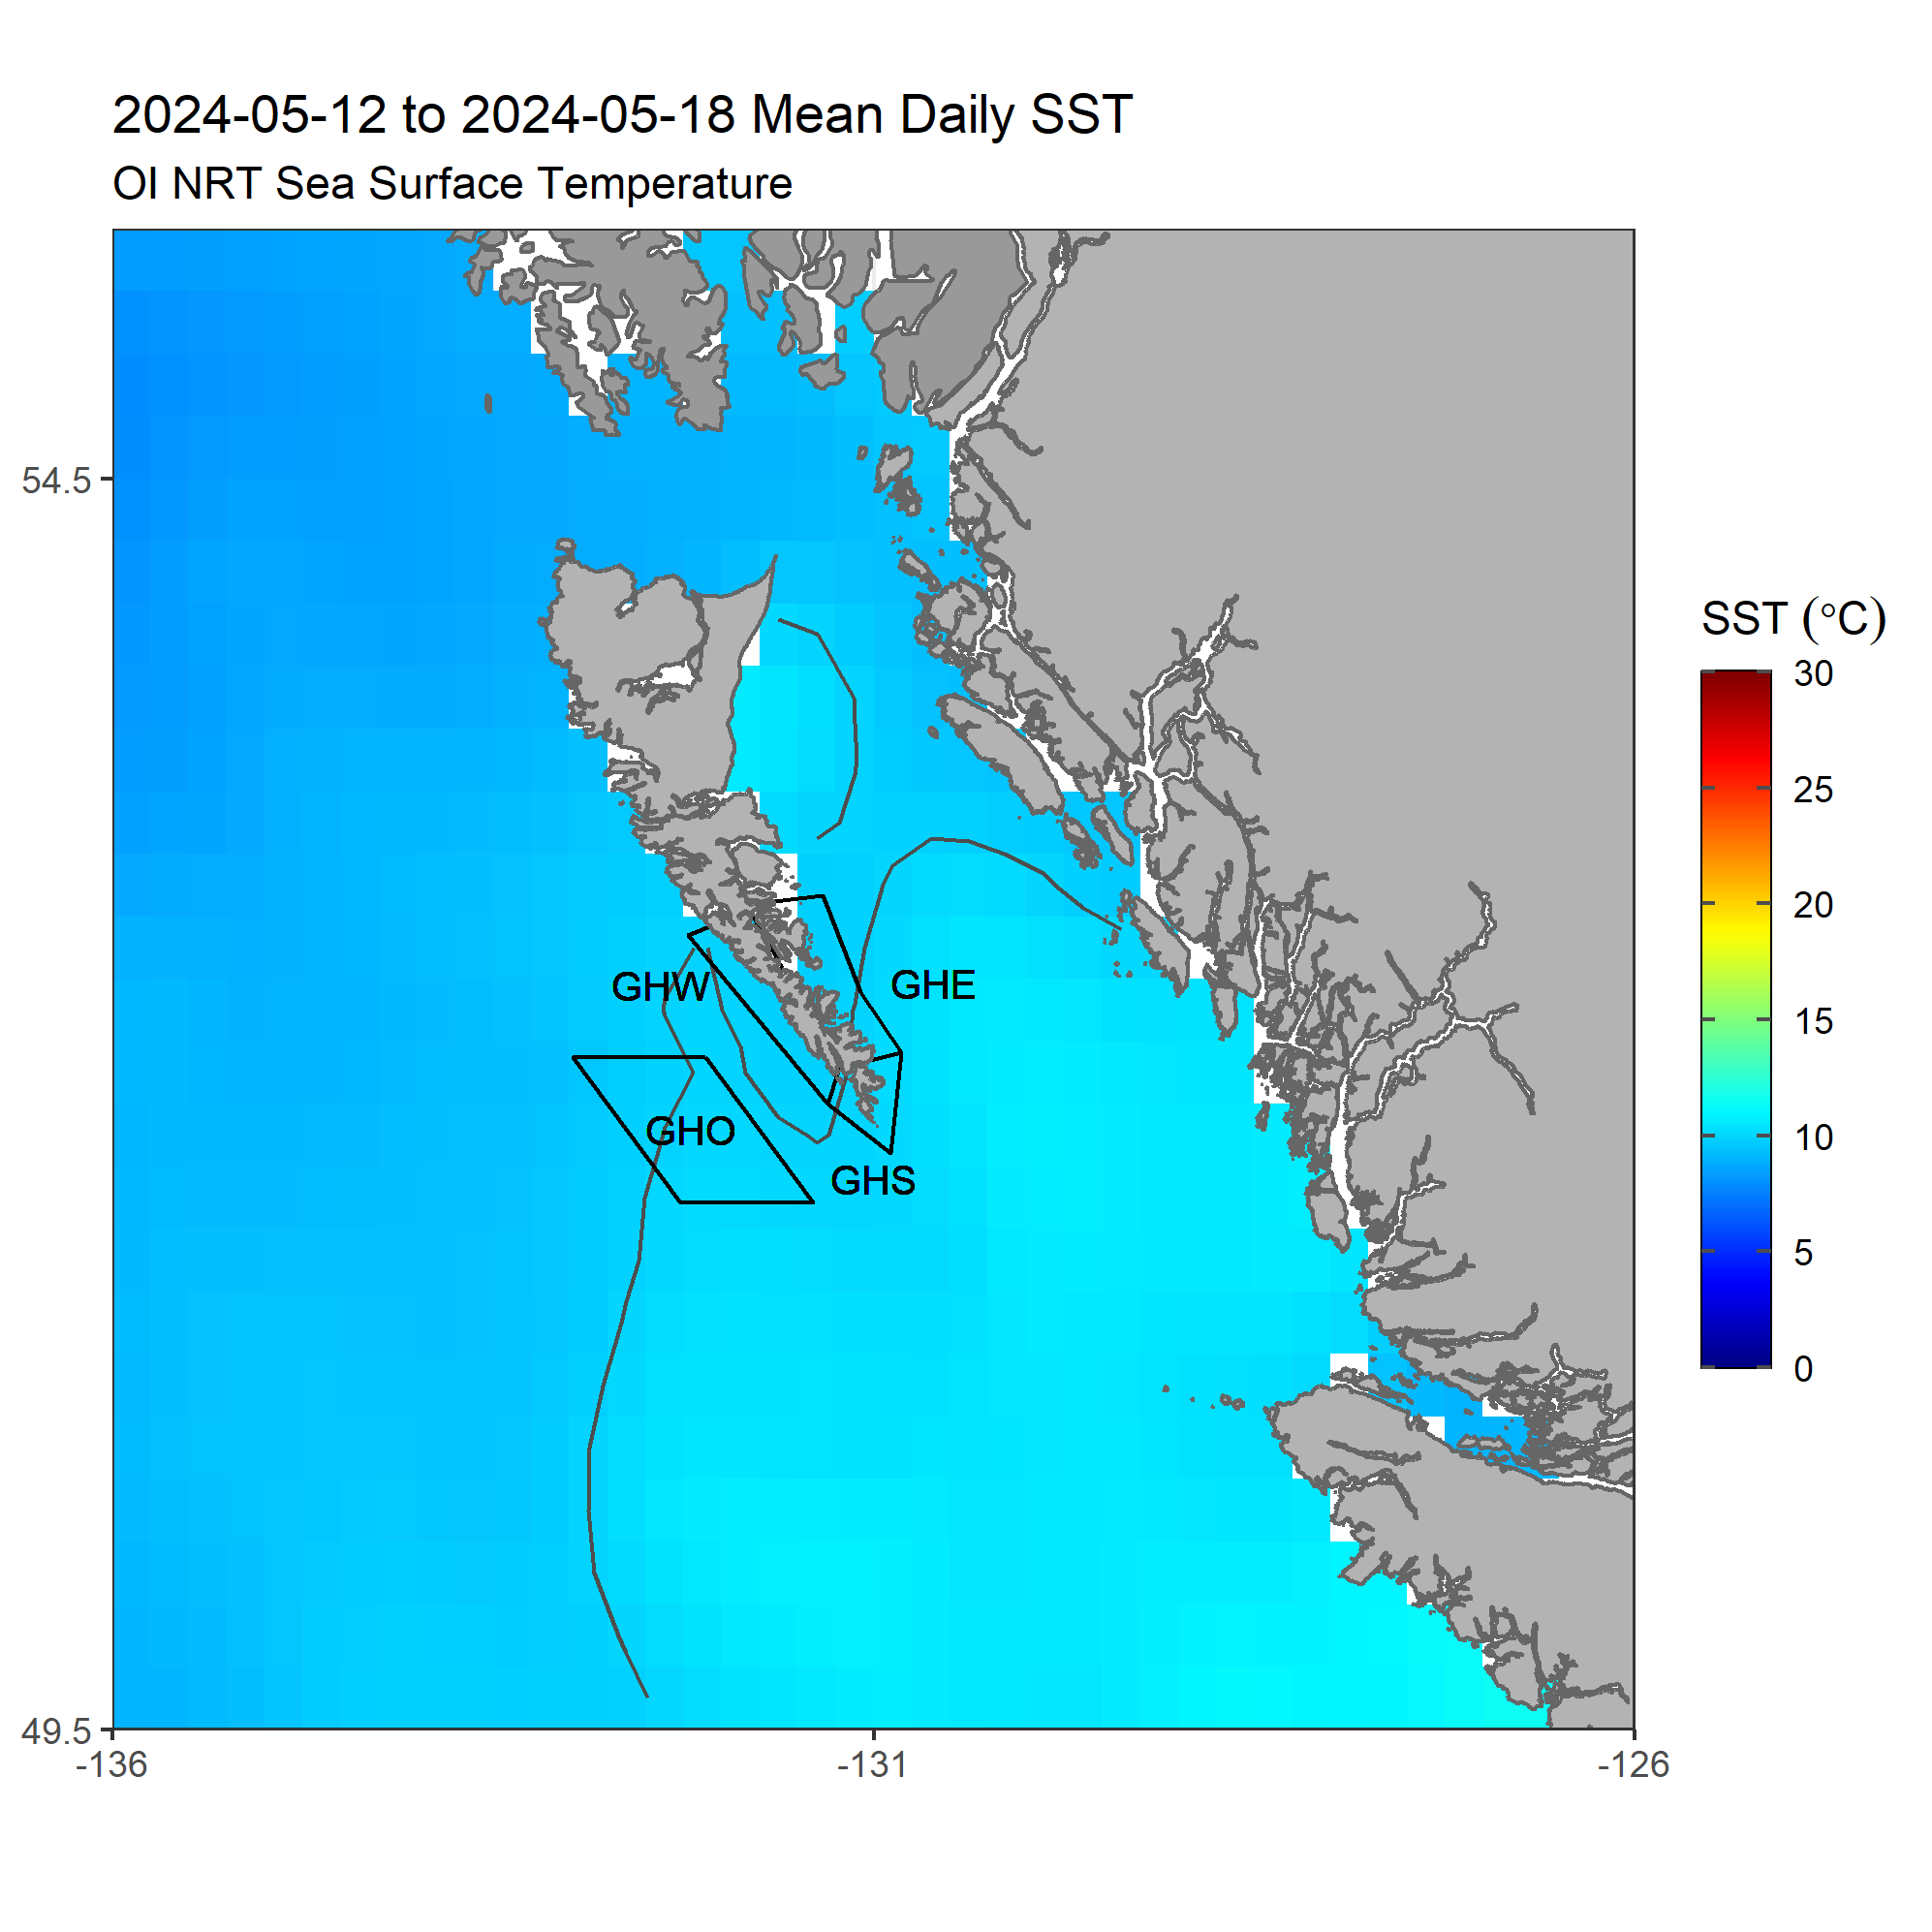 2024-05-12 to 2024-05-18 Mean Daily SST
OI NRT Sea Surface Temperature
54.5
49.5
-136
-131
-126
GHW
GHE
GHO
GHS
SST (°C)
30
25
20
15
10
5
0